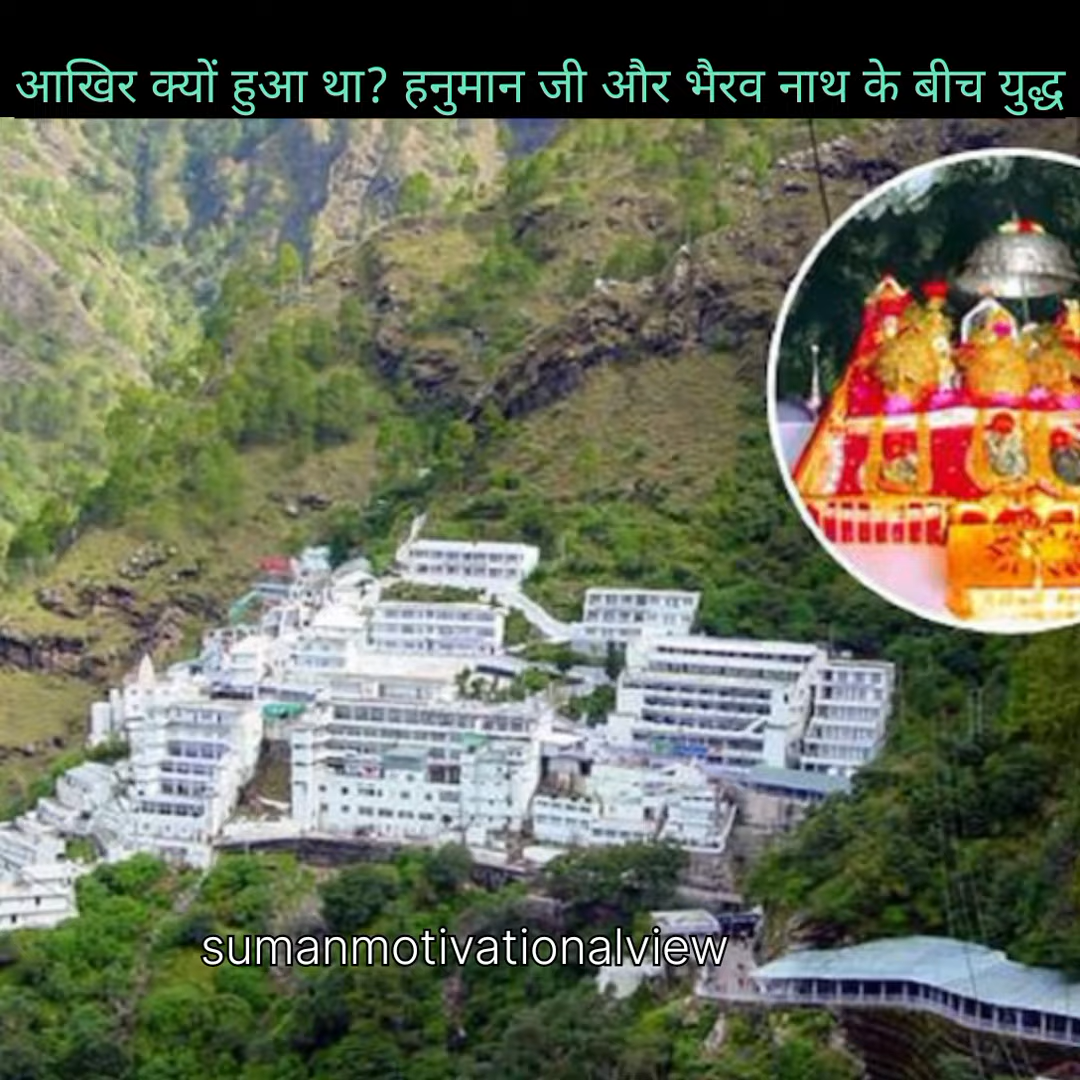 आखिर क्यों हुआ था? हनुमान जी और भैरव नाथ के बीच युद्ध
sumanmotivationalview